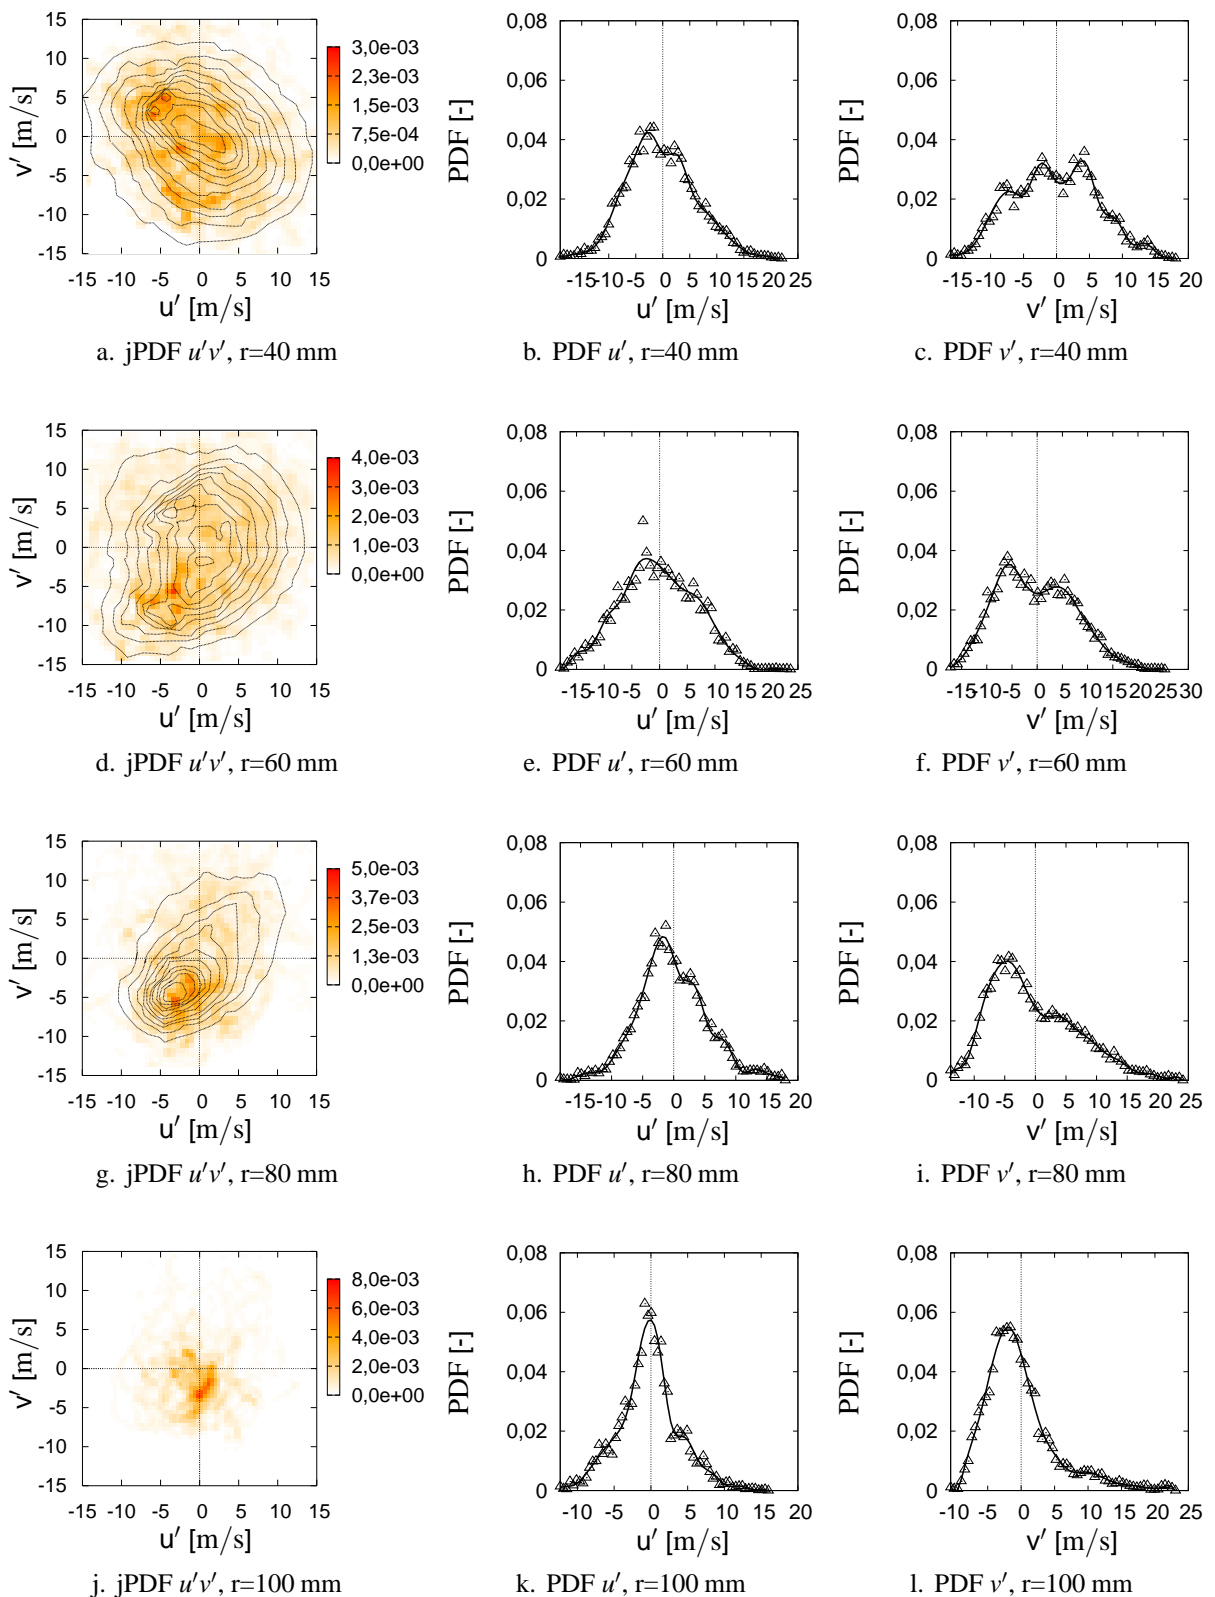 15
10
5
0
-5
-10
-15
-15 -10 -5 0 5 10 15
v′ [m/s]
u′ [m/s]
3,0e-03
2,3e-03
1,5e-03
7,5e-04
0,0e+00
a. jPDF u′v′, r=40 mm
PDF [-]
0,08
0,06
0,04
0,02
0
-15 -10 -5 0 5 10 15 20 25
u′ [m/s]
b. PDF u′, r=40 mm
PDF [-]
0,08
0,06
0,04
0,02
0
-15 -10 -5 0 5 10 15 20
v′ [m/s]
c. PDF v′, r=40 mm
15
10
5
0
-5
-10
-15
-15 -10 -5 0 5 10 15
v′ [m/s]
u′ [m/s]
4,0e-03
3,0e-03
2,0e-03
1,0e-03
0,0e+00
d. jPDF u′v′, r=60 mm
PDF [-]
0,08
0,06
0,04
0,02
0
-15 -10 -5 0 5 10 15 20 25
u′ [m/s]
e. PDF u′, r=60 mm
PDF [-]
0,08
0,06
0,04
0,02
0
-15 -10 -5 0 5 10 15 20 25 30
v′ [m/s]
f. PDF v′, r=60 mm
15
10
5
0
-5
-10
-15
-15 -10 -5 0 5 10 15
v′ [m/s]
u′ [m/s]
5,0e-03
3,7e-03
2,5e-03
1,3e-03
0,0e+00
g. jPDF u′v′, r=80 mm
PDF [-]
0,08
0,06
0,04
0,02
0
-15 -10 -5 0 5 10 15 20
u′ [m/s]
h. PDF u′, r=80 mm
PDF [-]
0,08
0,06
0,04
0,02
0
-10 -5 0 5 10 15 20 25
v′ [m/s]
i. PDF v′, r=80 mm
15
10
5
0
-5
-10
-15
-15 -10 -5 0 5 10 15
v′ [m/s]
u′ [m/s]
8,0e-03
6,0e-03
4,0e-03
2,0e-03
0,0e+00
j. jPDF u′v′, r=100 mm
PDF [-]
0,08
0,06
0,04
0,02
0
-10 -5 0 5 10 15 20
u′ [m/s]
k. PDF u′, r=100 mm
PDF [-]
0,08
0,06
0,04
0,02
0
-10 -5 0 5 10 15 20 25
v′ [m/s]
l. PDF v′, r=100 mm